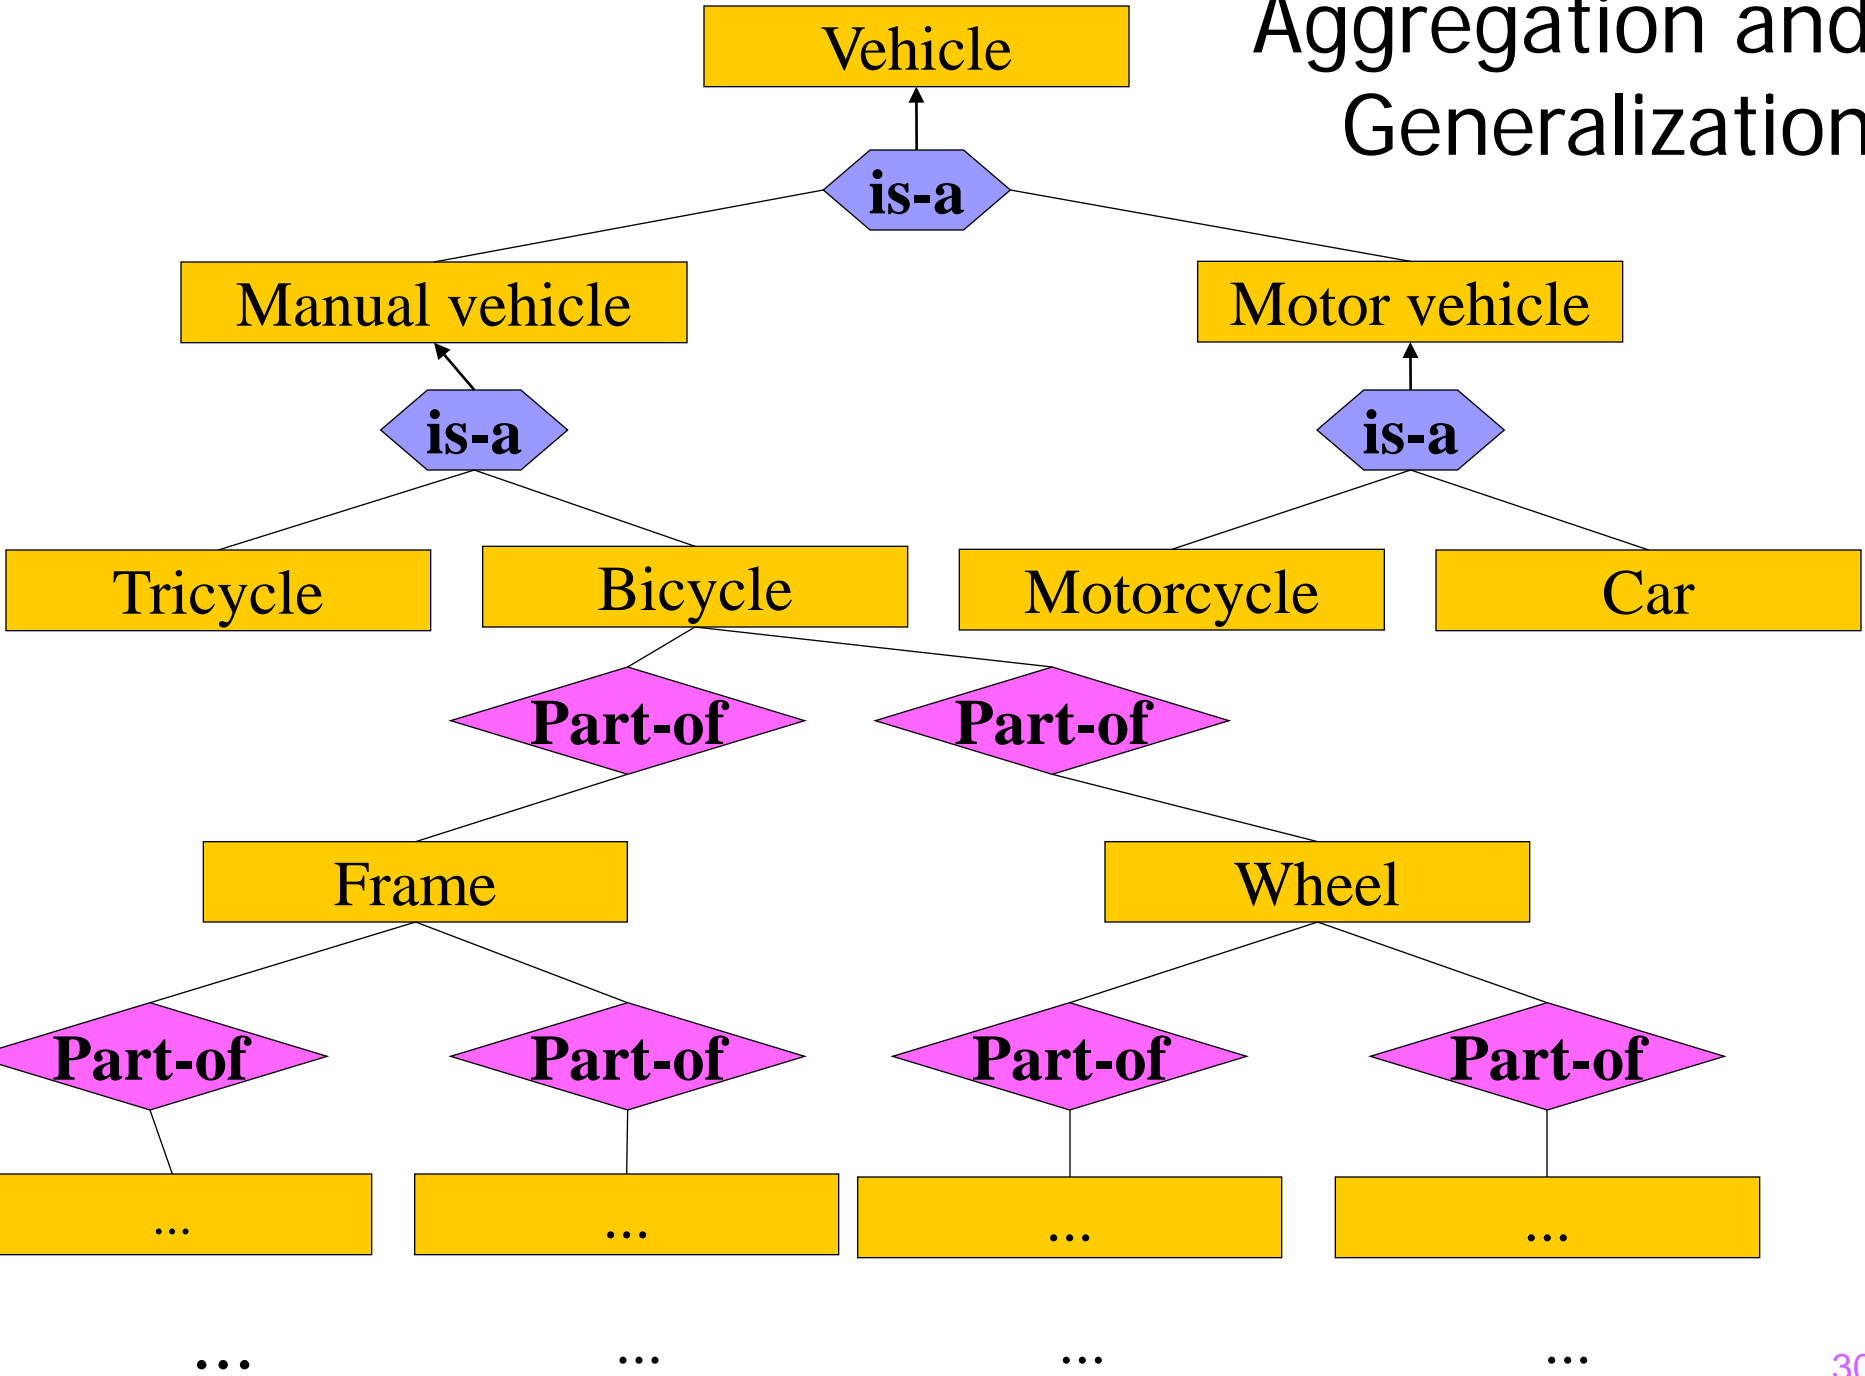 Aggregation and
Generalization
Vehicle
is-a
Manual vehicle
Motor vehicle
is-a
is-a
Tricycle
Bicycle
Motorcycle
Car
Part-of
Part-of
Frame
Wheel
Part-of
Part-of
Part-of
Part-of
...
...
...
...
...
...
...
...
30